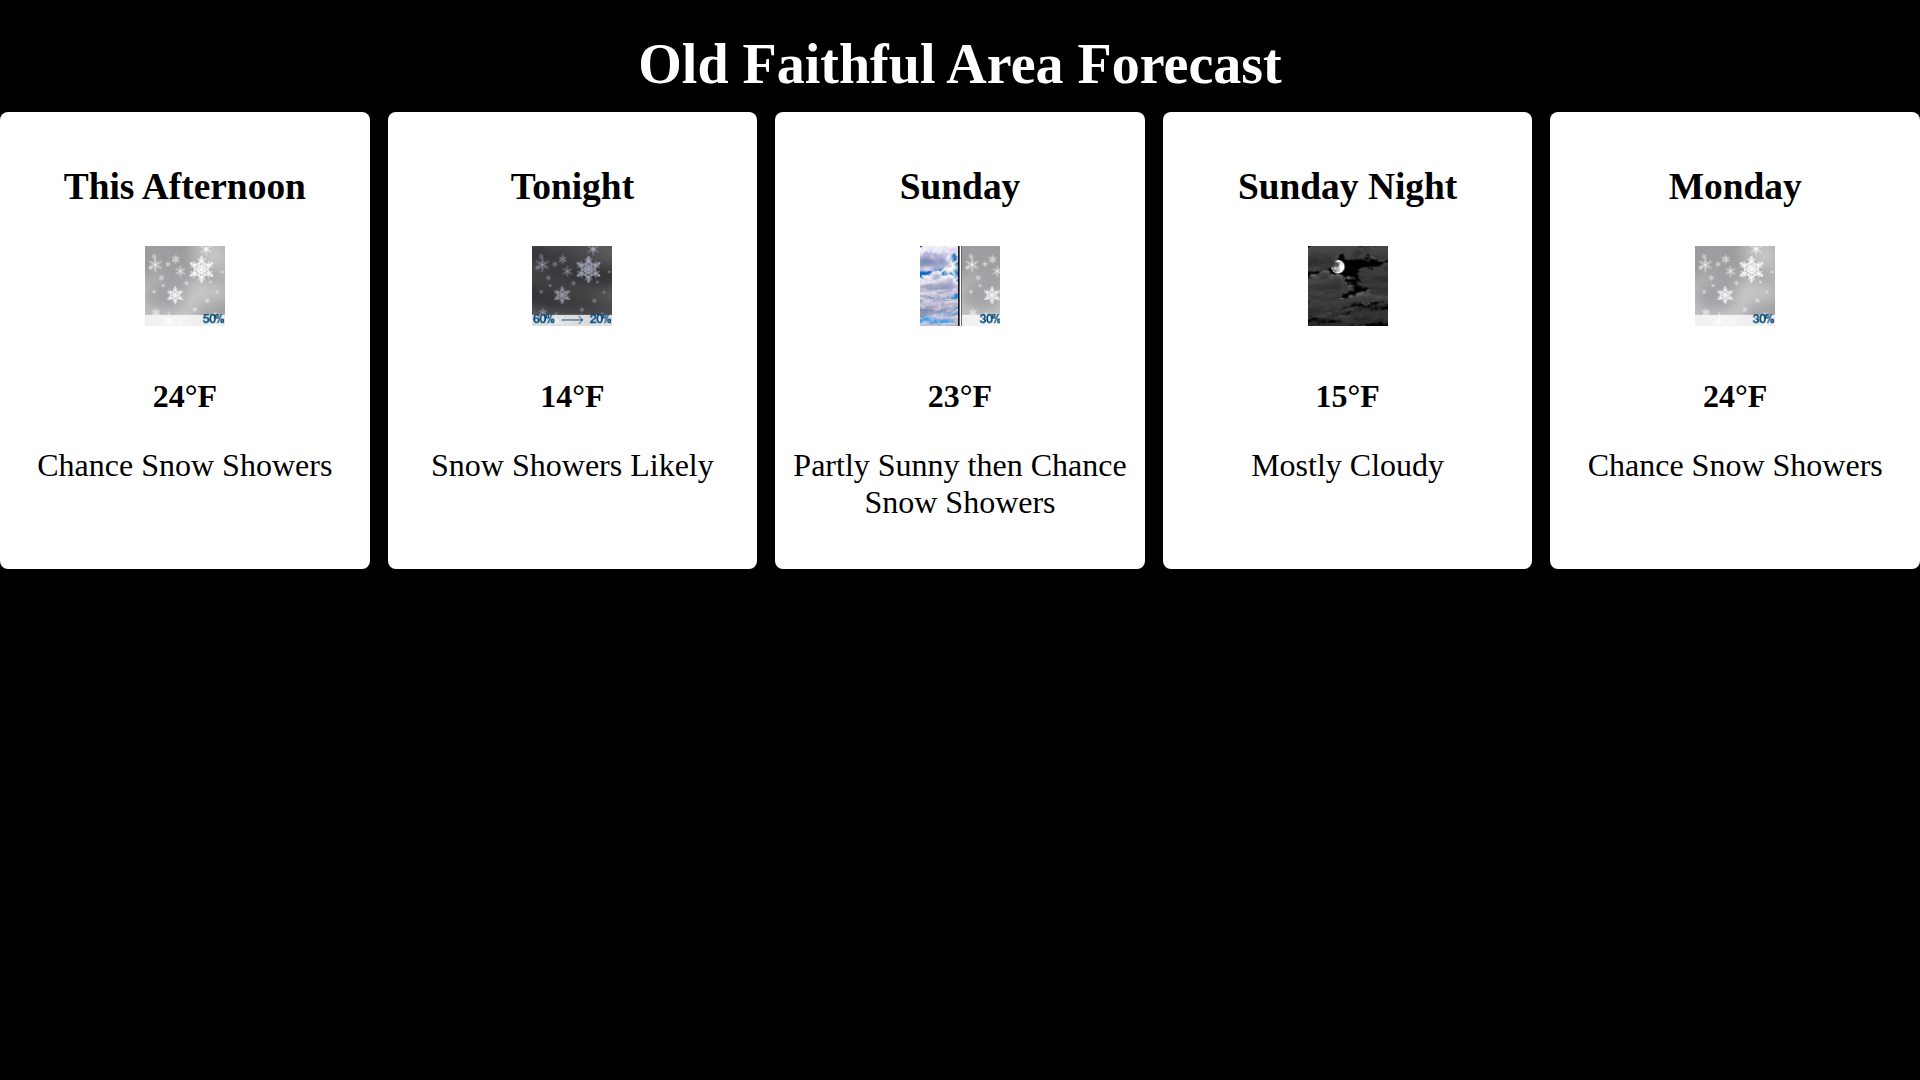 Old Faithful Area Forecast
This Afternoon
50%
24°F
Chance Snow Showers
Tonight
60% → 20%
14°F
Snow Showers Likely
Sunday
30%
23°F
Partly Sunny then Chance
Snow Showers
Sunday Night
15°F
Mostly Cloudy
Monday
30%
24°F
Chance Snow Showers